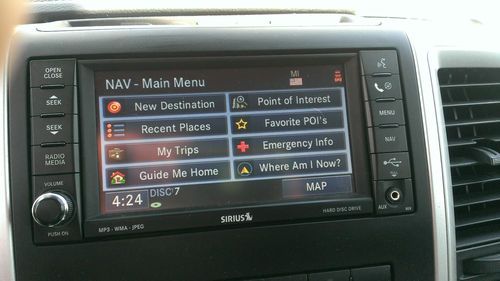 OPEN
CLOSE
SEEK
SEEK
RADIO
MEDIA
VOLUME
PUSH ON
NAV - Main Menu
MI
New Destination
Point of Interest
Recent Places
Favorite POI's
My Trips
Emergency Info
Guide Me Home
Where Am I Now?
4:24
DISC 7
MAP
SIRIUS
MP3 - WMA - JPEG
HARD DISC DRIVE
MENU
NAV
PULL
AUX